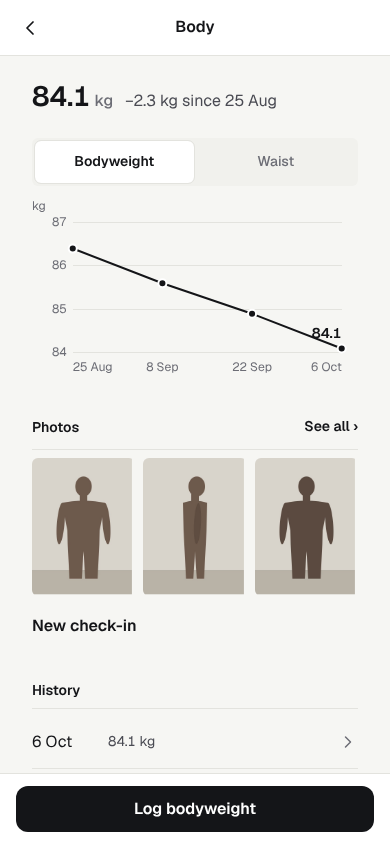 Body
84.1 kg −2.3 kg since 25 Aug
Bodyweight Waist
kg
87
86
85
84.1
84
25 Aug 8 Sep 22 Sep 6 Oct
Photos See all ›
New check-in
History
6 Oct 84.1 kg
Log bodyweight